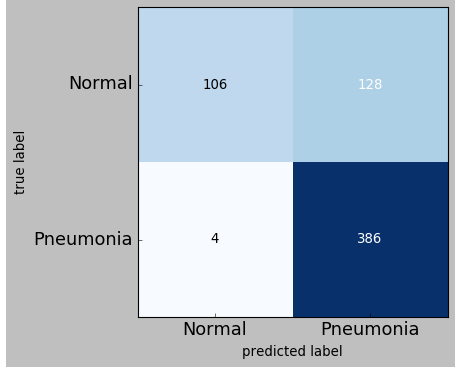 Normal
106
128
true label
Pneumonia
4
386
Normal
Pneumonia
predicted label